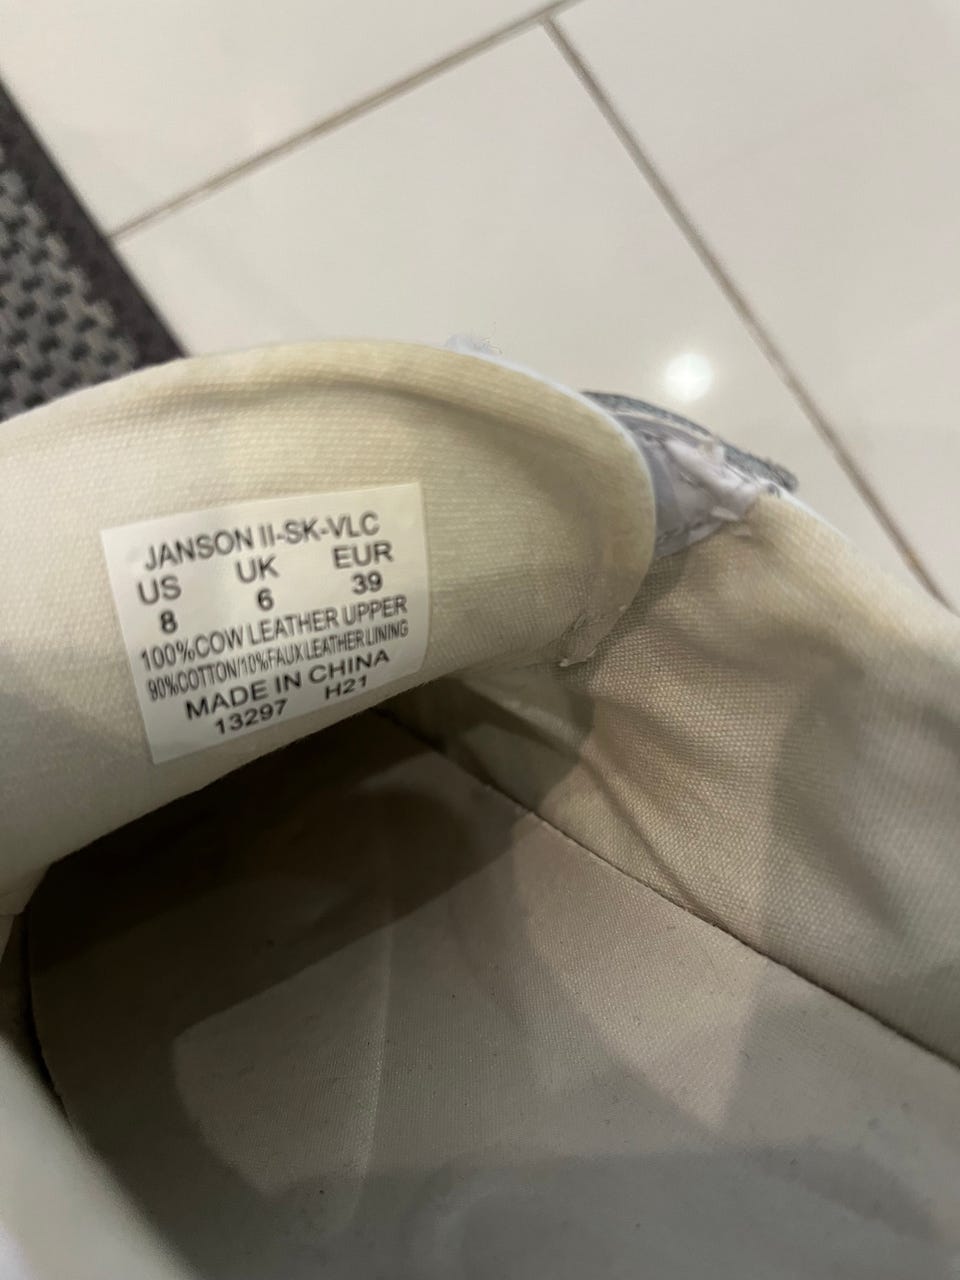 JANSON II-SK-VLC
US UK EUR
8 6 39
100%COW LEATHER UPPER
90%COTTON/10%FAUX LEATHER LINING
MADE IN CHINA
13297 H21